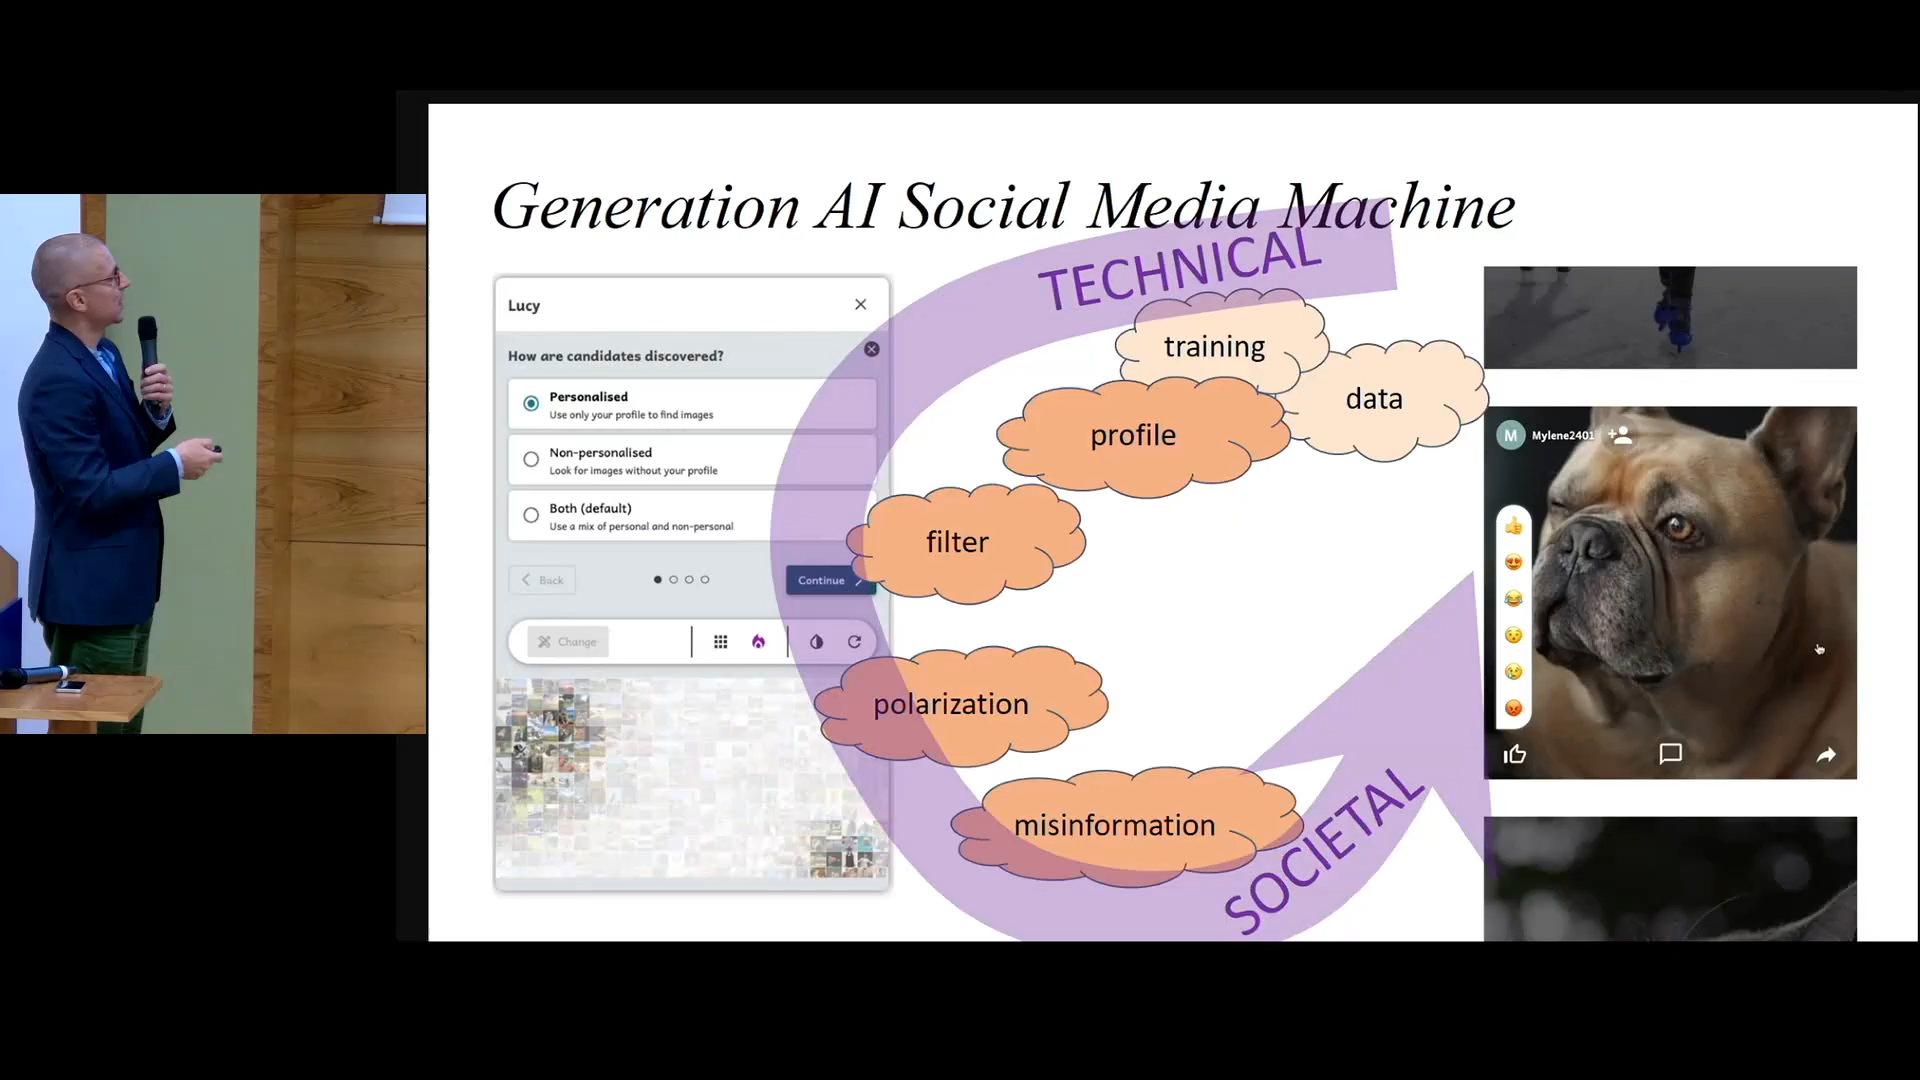 Generation AI Social Media Machine
TECHNICAL
Lucy
How are candidates discovered?
Personalised
Use only your profile to find images
Non-personalised
Look for images without your profile
Both (default)
Use a mix of personal and non-personal
Back
Continue
Change
training
data
profile
filter
polarization
misinformation
SOCIETAL
M
Mylene2401